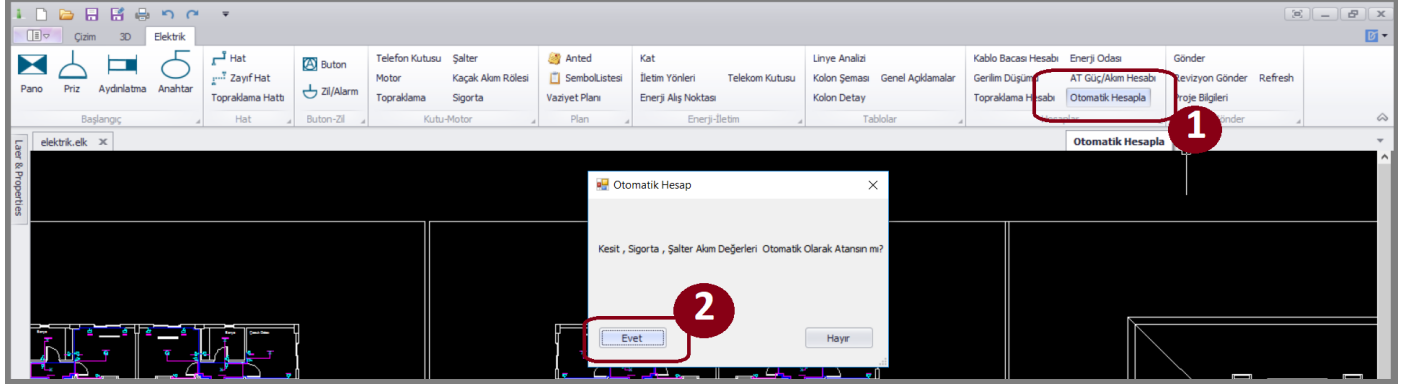 Çizim 3D Elektrik
Hat Buton Telefon Kutusu Şalter Anted Kat Linye Analizi Kablo Bacası Hesabı Enerji Odası Gönder
Pano Priz Aydınlatma Anahtar Zayıf Hat Zil/Alarm Motor Kaçak Akım Rölesi SembolListesi İletim Yönleri Telekom Kutusu Kolon Şeması Genel Açıklamalar Gerilim Düşümü AT Güç/Akım Hesabı Revizyon Gönder Refresh
Topraklama Hattı Topraklama Sigorta Vaziyet Planı Enerji Alış Noktası Kolon Detay Topraklama Hesabı Otomatik Hesapla Proje Bilgileri
Başlangıç Hat Buton-Zil Kutu-Motor Plan Enerji-İletim Tablolar Hesaplar Gönder
1
elektrik.elk Otomatik Hesapla
Laer & Properties
Otomatik Hesap
Kesit , Sigorta , Şalter Akım Değerleri Otomatik Olarak Atansın mı?
2
Evet Hayır